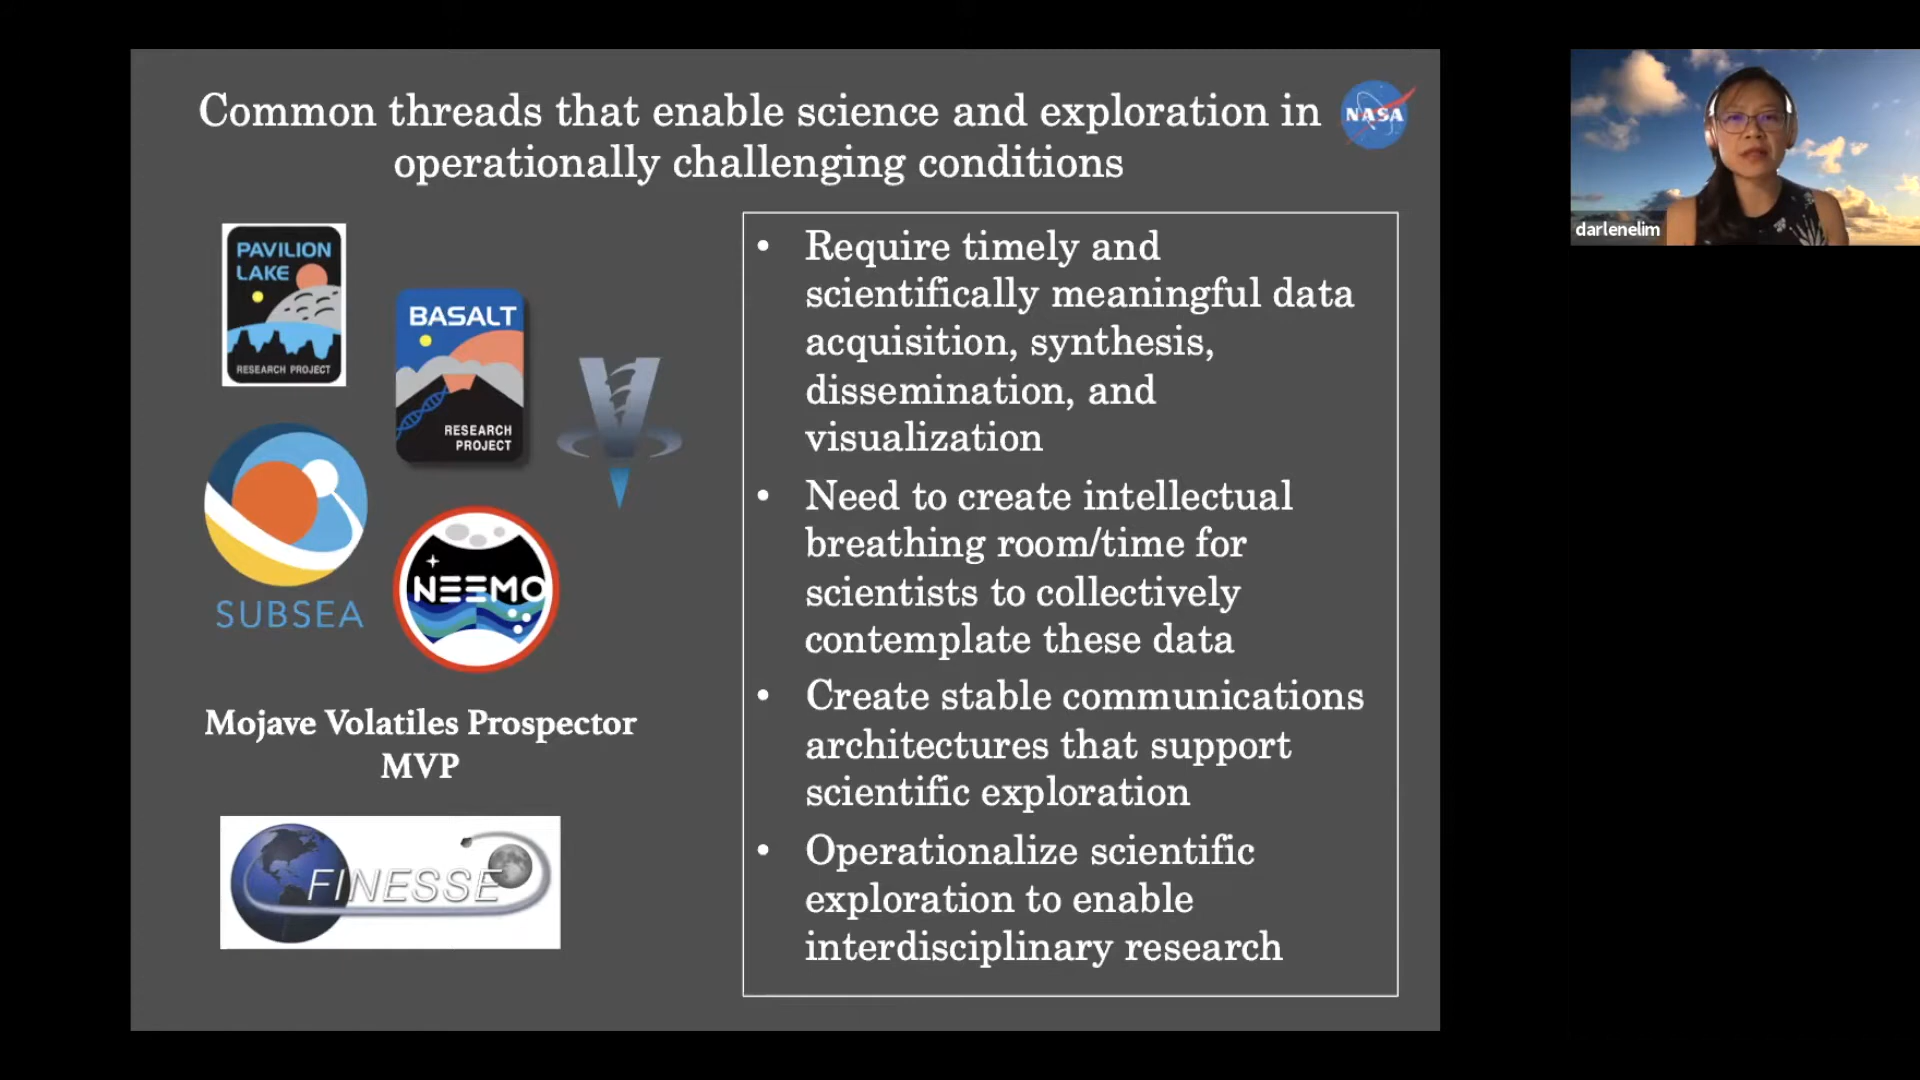 Common threads that enable science and exploration in
operationally challenging conditions
NASA
PAVILION
LAKE
RESEARCH PROJECT
BASALT
RESEARCH
PROJECT
SUBSEA
NEEMO
Mojave Volatiles Prospector
MVP
FINESSE
• Require timely and
scientifically meaningful data
acquisition, synthesis,
dissemination, and
visualization
• Need to create intellectual
breathing room/time for
scientists to collectively
contemplate these data
• Create stable communications
architectures that support
scientific exploration
• Operationalize scientific
exploration to enable
interdisciplinary research
darlenelim